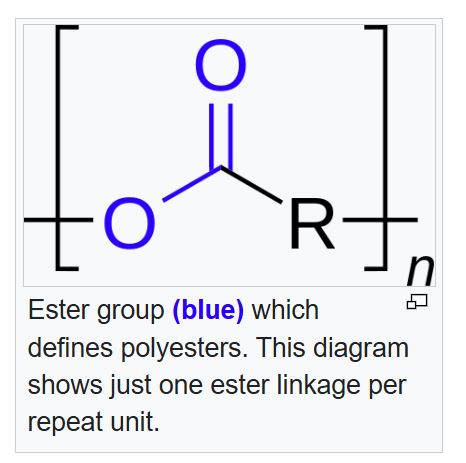 O
O
R
n
Ester group (blue) which
defines polyesters. This diagram
shows just one ester linkage per
repeat unit.